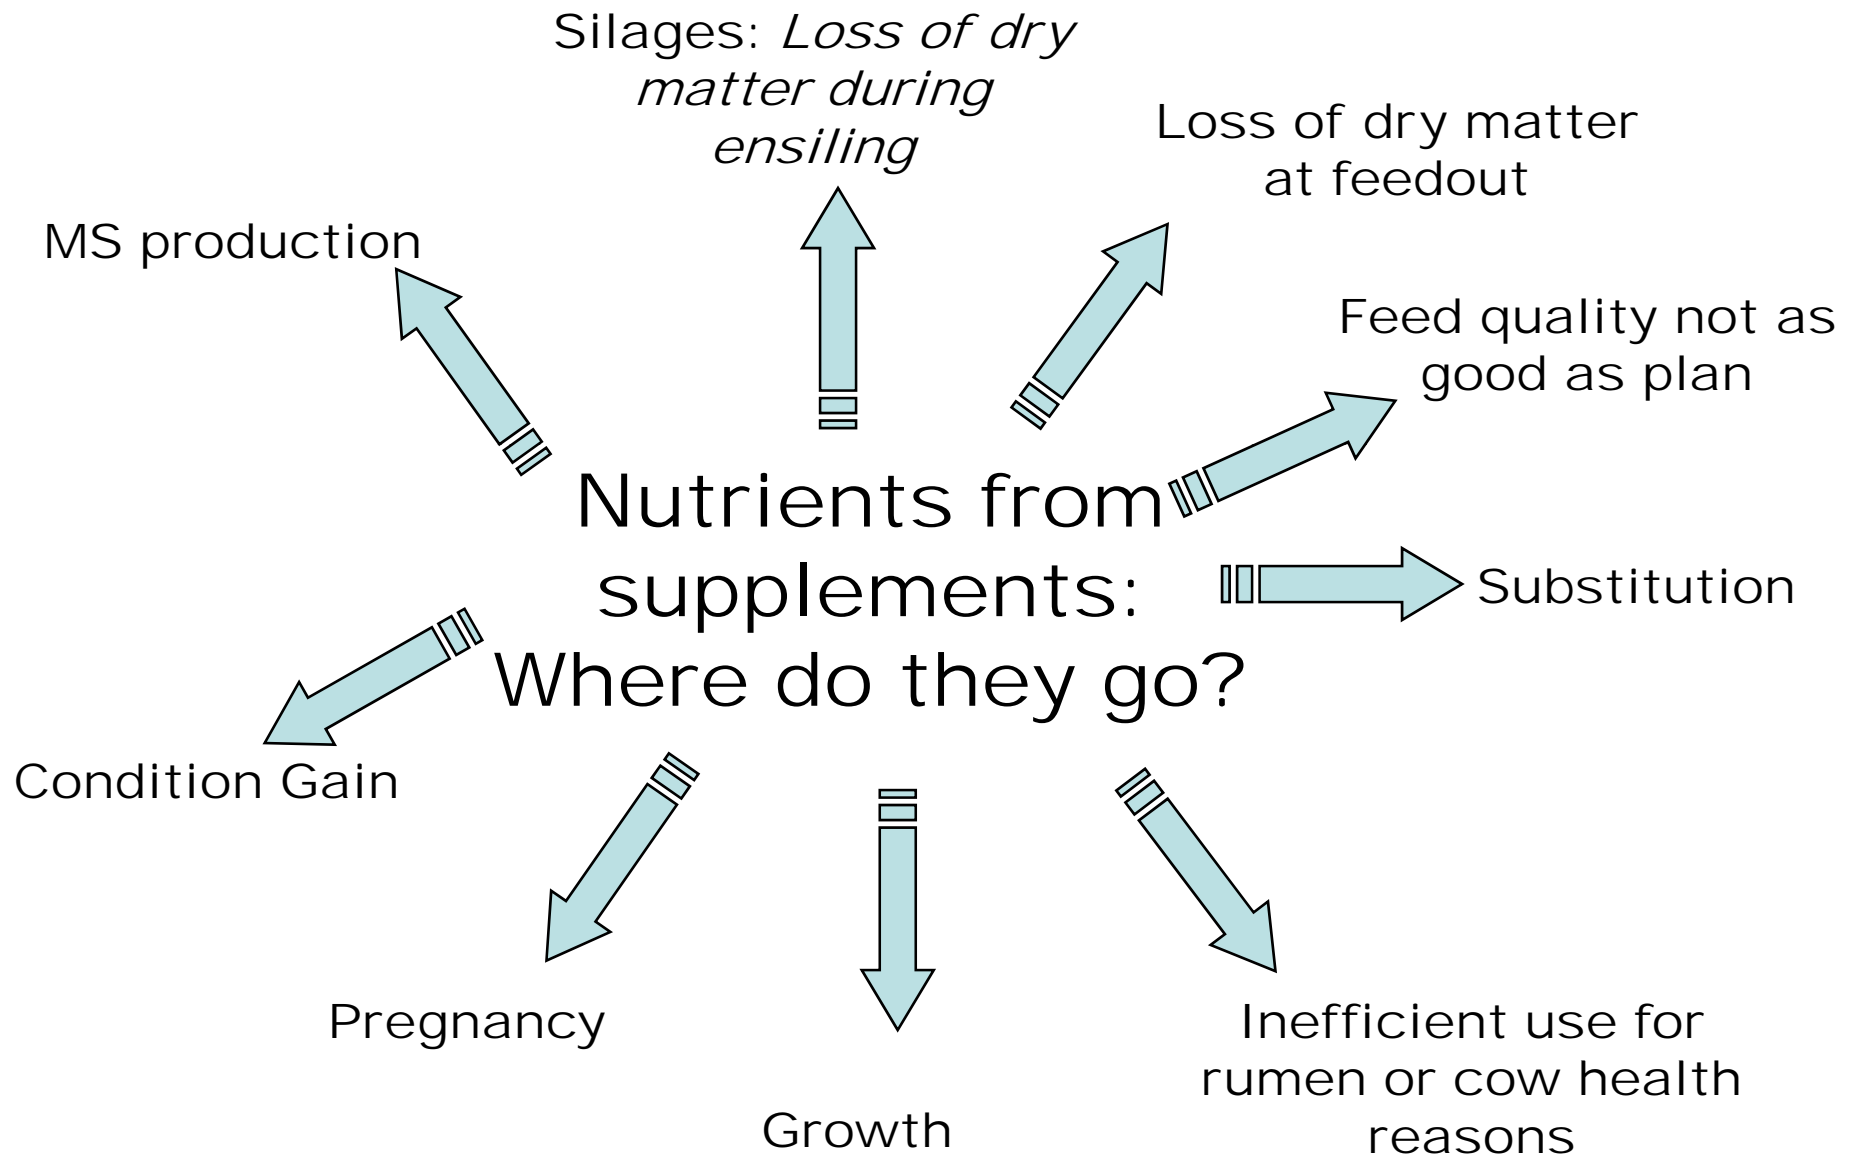 Silages: Loss of dry
matter during
ensiling
Loss of dry matter
at feedout
MS production
Feed quality not as
good as plan
Nutrients from
supplements:
Where do they go?
Substitution
Condition Gain
Pregnancy
Growth
Inefficient use for
rumen or cow health
reasons